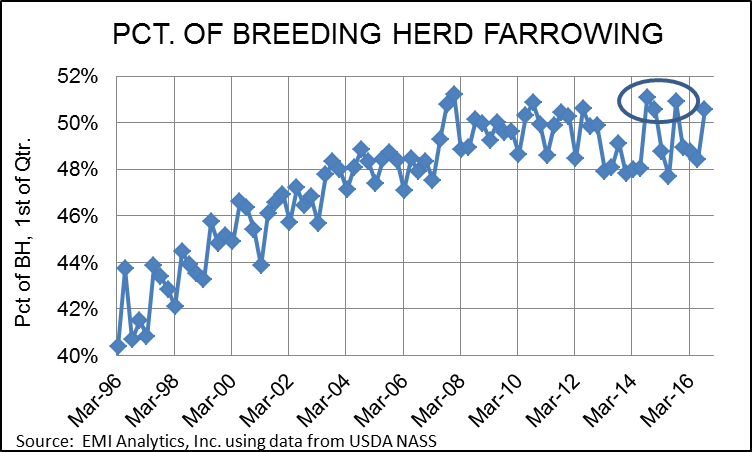 PCT. OF BREEDING HERD FARROWING
52%
50%
48%
46%
44%
42%
40%
Pct of BH, 1st of Qtr.
Mar-96
Mar-98
Mar-00
Mar-02
Mar-04
Mar-06
Mar-08
Mar-10
Mar-12
Mar-14
Mar-16
Source:  EMI Analytics, Inc. using data from USDA NASS